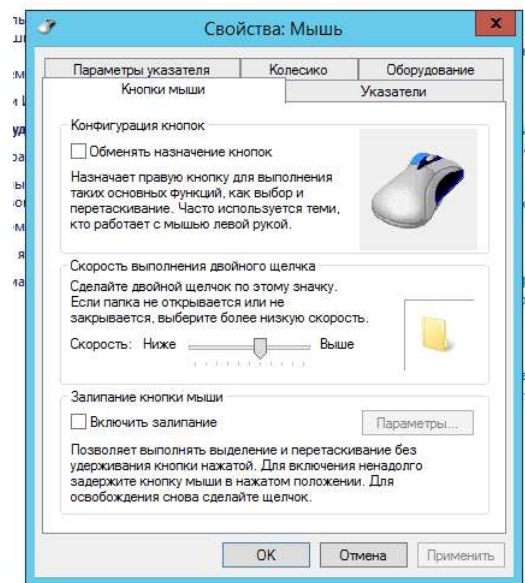 Свойства: Мышь
x
Параметры указателя Колесико Оборудование
Кнопки мыши Указатели
Конфигурация кнопок
Обменять назначение кнопок
Назначает правую кнопку для выполнения
таких основных функций, как выбор и
перетаскивание. Часто используется теми,
кто работает с мышью левой рукой.
Скорость выполнения двойного щелчка
Сделайте двойной щелчок по этому значку.
Если папка не открывается или не
закрывается, выберите более низкую скорость.
Скорость: Ниже Выше
Залипание кнопки мыши
Включить залипание
Параметры...
Позволяет выполнять выделение и перетаскивание без
удерживания кнопки нажатой. Для включения ненадолго
задержите кнопку мыши в нажатом положении. Для
освобождения снова сделайте щелчок.
OK Отмена Применить